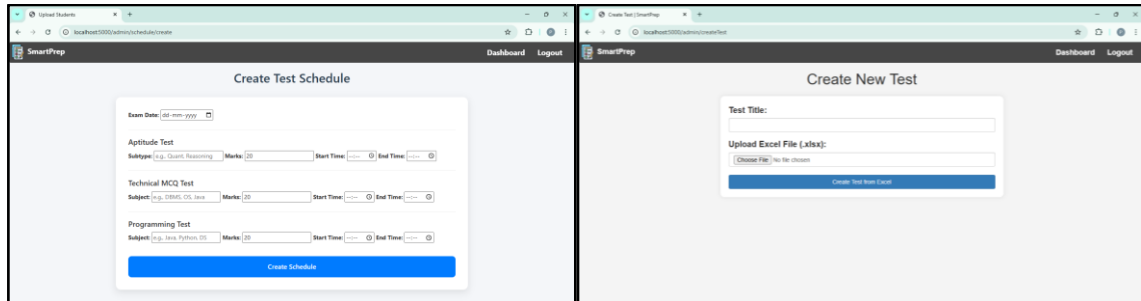 Upload Students
localhost:5000/admin/schedule/create
SmartPrep
Dashboard Logout
Create Test Schedule
Exam Date: dd-mm-yyyy
Aptitude Test
Subtype: e.g., Quant, Reasoning Marks: 20 Start Time: --:-- End Time: --:--
Technical MCQ Test
Subject: e.g., DBMS, OS, Java Marks: 20 Start Time: --:-- End Time: --:--
Programming Test
Subject: e.g., Java, Python, DS Marks: 20 Start Time: --:-- End Time: --:--
Create Schedule
Create Test | SmartPrep
localhost:5000/admin/createTest
SmartPrep
Dashboard Logout
Create New Test
Test Title:
Upload Excel File (.xlsx):
Choose File No file chosen
Create Test from Excel